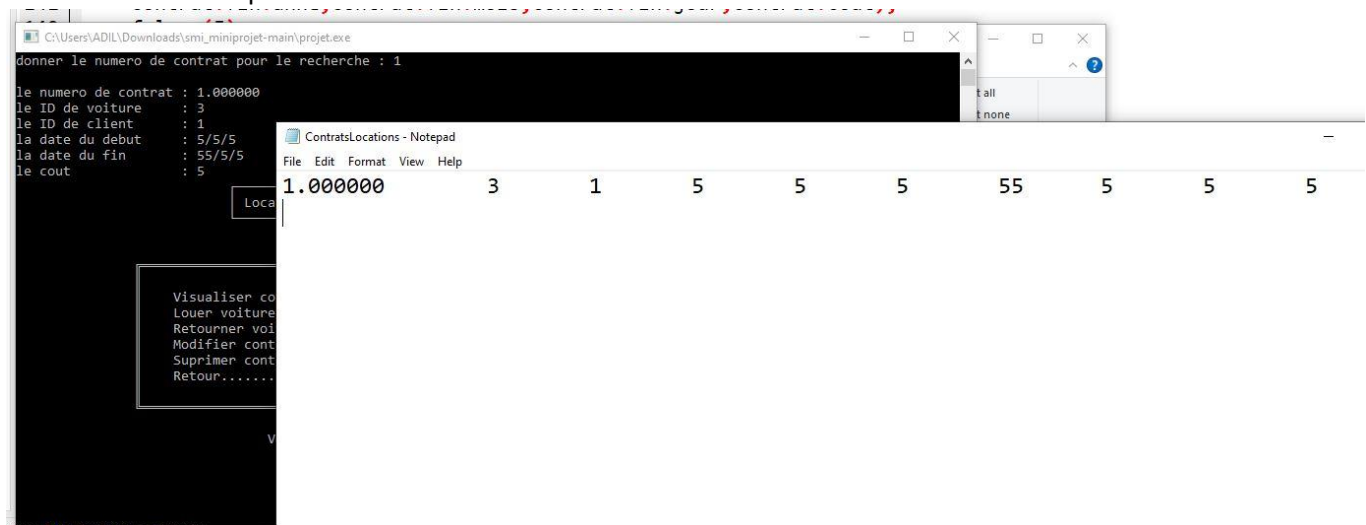 C:\Users\ADIL\Downloads\smi_miniprojet-main\projet.exe
donner le numero de contrat pour le recherche : 1
le numero de contrat : 1.000000
le ID de voiture : 3
le ID de client : 1
la date du debut : 5/5/5
la date du fin : 55/5/5
le cout : 5
Loca
Visualiser co
Louer voiture
Retourner voi
Modifier cont
Suprimer cont
Retour.......
V
t all
t none
ContratsLocations - Notepad
File Edit Format View Help
1.000000 3 1 5 5 5 55 5 5 5